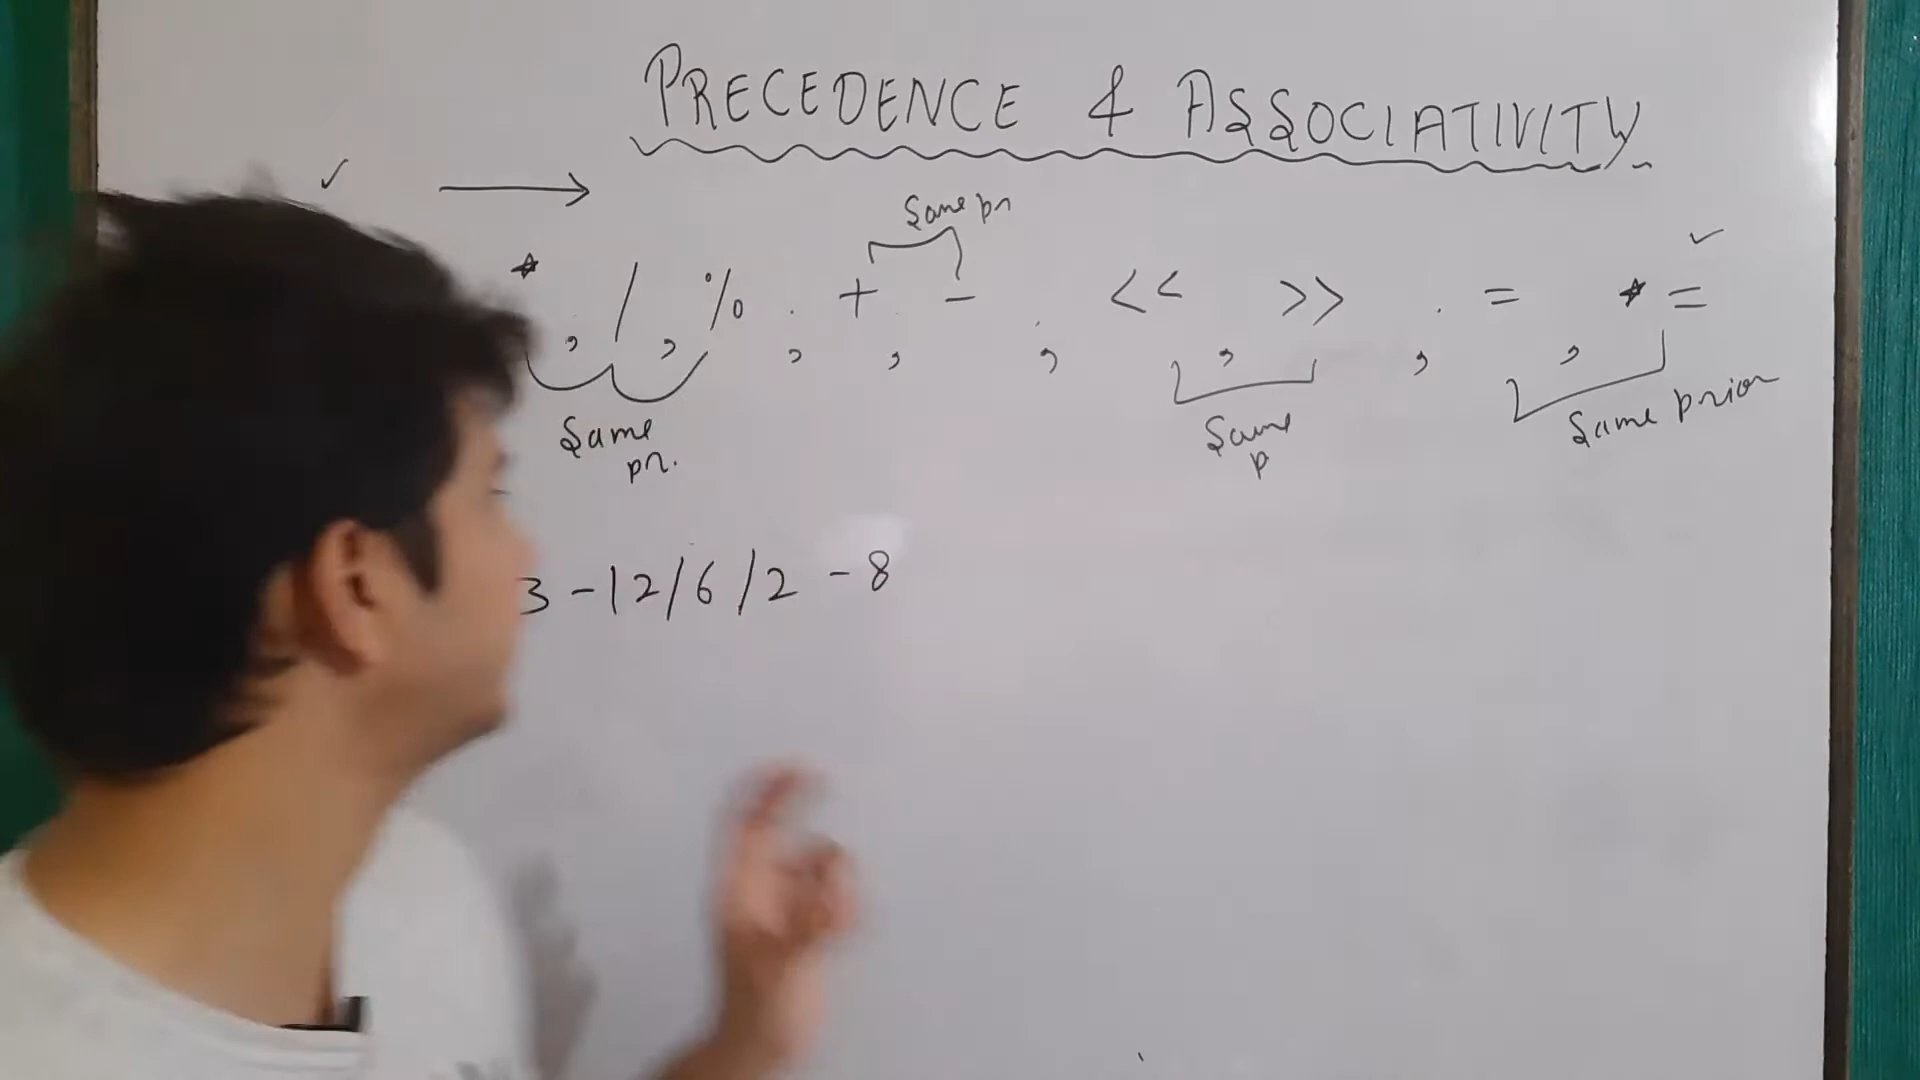 PRECEDENCE & ASSOCIATIVITY
✓ →
Same pr ✓
* , / , % , + , - , << , >> , = , *=
Same pr. Same p Same prior
3 - 12/6/2 - 8